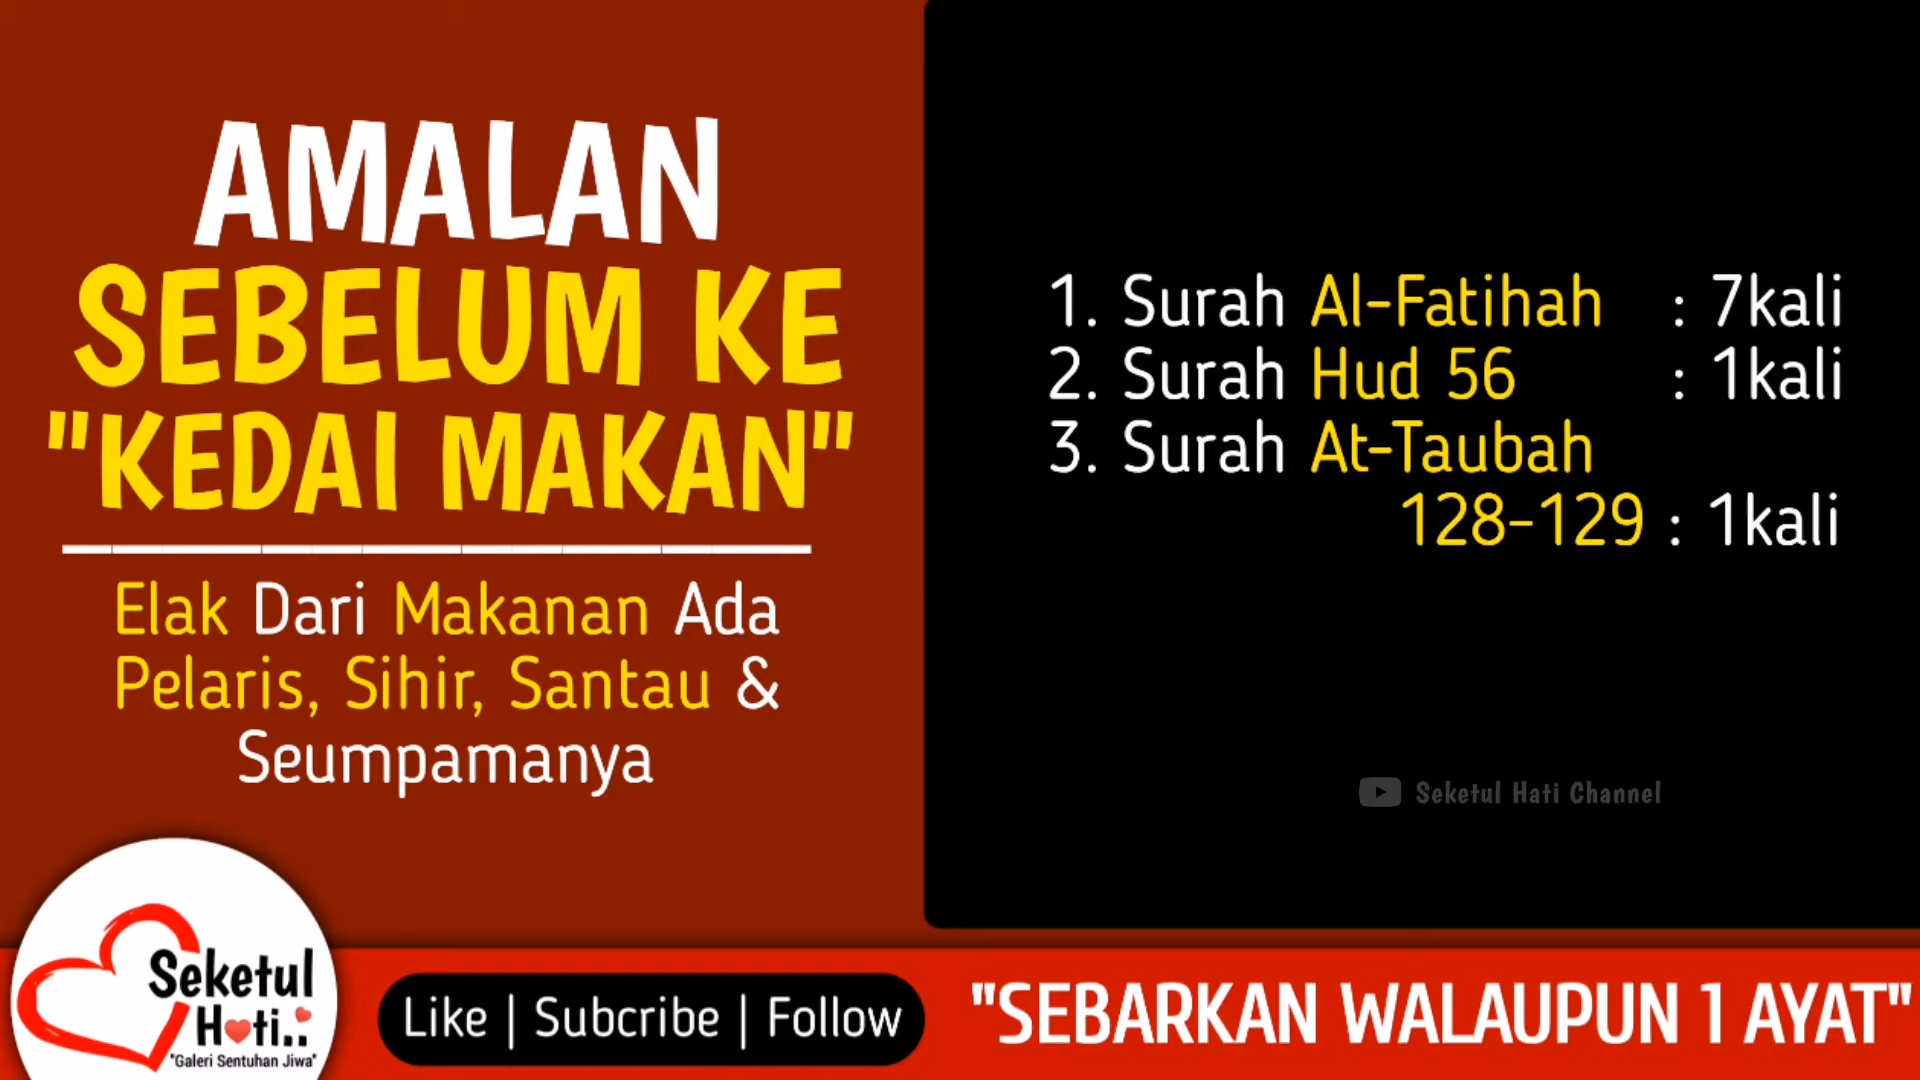 AMALAN
SEBELUM KE
"KEDAI MAKAN"
Elak Dari Makanan Ada
Pelaris, Sihir, Santau &
Seumpamanya
1. Surah Al-Fatihah : 7kali
2. Surah Hud 56 : 1kali
3. Surah At-Taubah
128-129 : 1kali
Seketul Hati Channel
Seketul
Hati..
"Galeri Sentuhan Jiwa"
Like | Subcribe | Follow
"SEBARKAN WALAUPUN 1 AYAT"